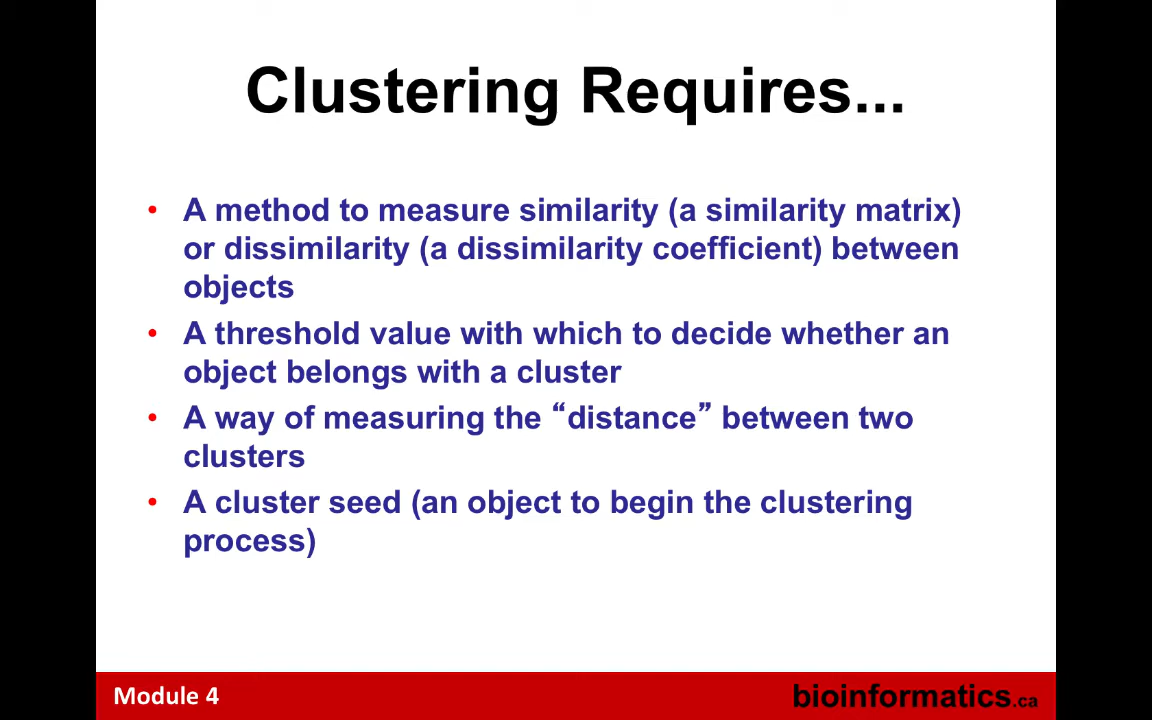 Clustering Requires...
• A method to measure similarity (a similarity matrix)
or dissimilarity (a dissimilarity coefficient) between
objects
• A threshold value with which to decide whether an
object belongs with a cluster
• A way of measuring the “distance” between two
clusters
• A cluster seed (an object to begin the clustering
process)
Module 4
bioinformatics.ca